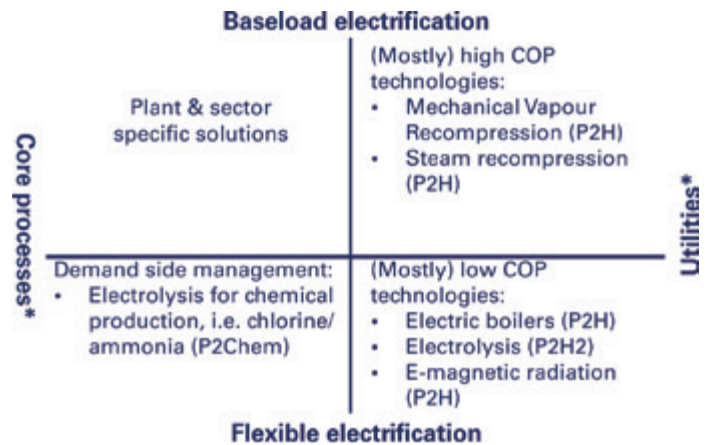 Baseload electrification
Plant & sector
specific solutions
(Mostly) high COP
technologies:
• Mechanical Vapour
Recompression (P2H)
• Steam recompression
(P2H)
Core processes*
Utilities*
Demand side management:
• Electrolysis for chemical
production, i.e. chlorine/
ammonia (P2Chem)
(Mostly) low COP
technologies:
• Electric boilers (P2H)
• Electrolysis (P2H2)
• E-magnetic radiation
(P2H)
Flexible electrification